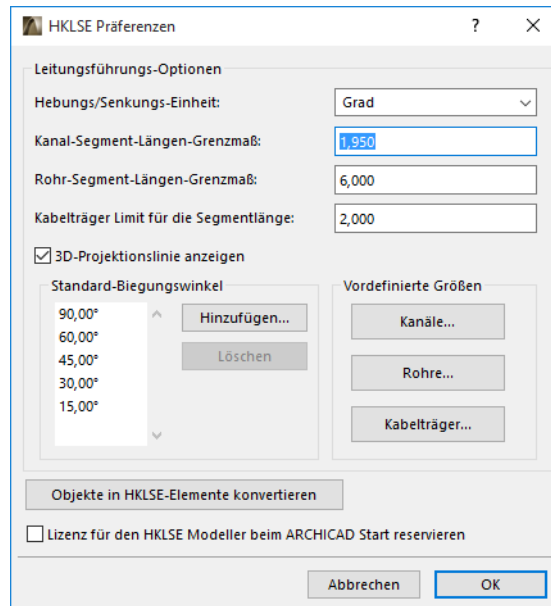 HKLSE Präferenzen
Leitungsführungs-Optionen
Hebungs/Senkungs-Einheit: Grad
Kanal-Segment-Längen-Grenzmaß: 1,950
Rohr-Segment-Längen-Grenzmaß: 6,000
Kabelträger Limit für die Segmentlänge: 2,000
3D-Projektionslinie anzeigen
Standard-Biegungswinkel
90,00°
60,00°
45,00°
30,00°
15,00°
Hinzufügen...
Löschen
Vordefinierte Größen
Kanäle...
Rohre...
Kabelträger...
Objekte in HKLSE-Elemente konvertieren
Lizenz für den HKLSE Modeller beim ARCHICAD Start reservieren
Abbrechen OK